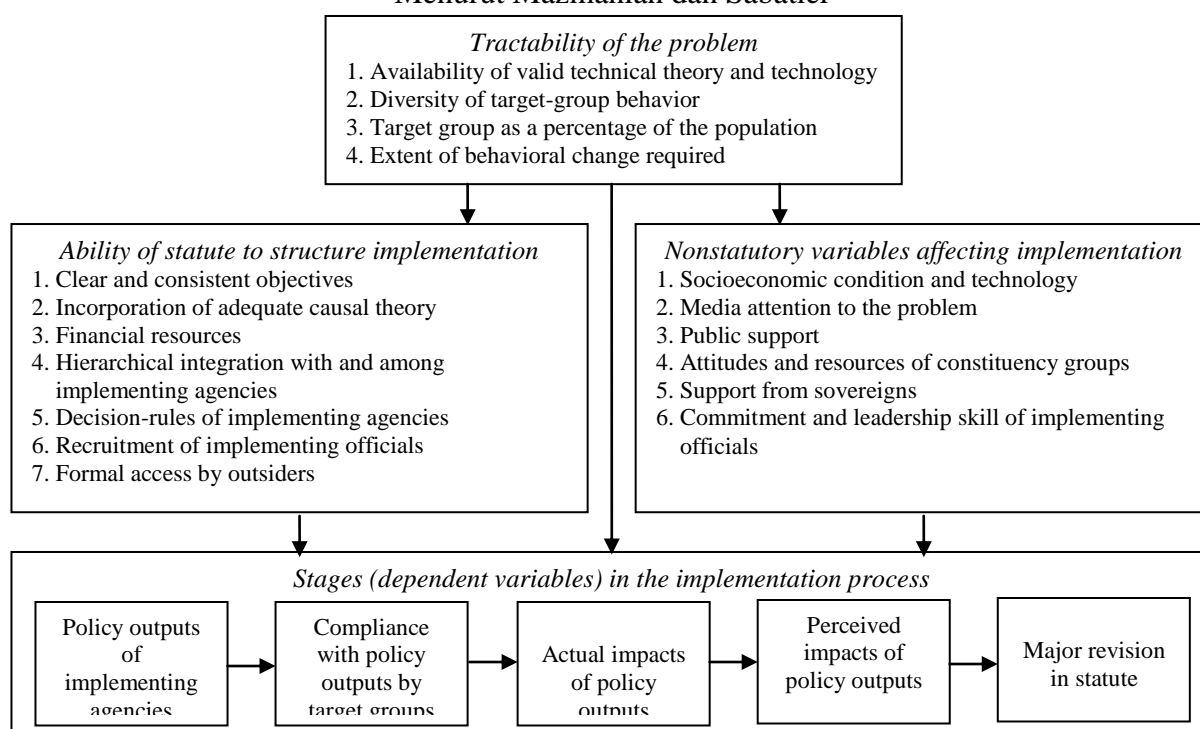 Menurut Mazmanian dan Sabatier
Tractability of the problem
1. Availability of valid technical theory and technology
2. Diversity of target-group behavior
3. Target group as a percentage of the population
4. Extent of behavioral change required
Ability of statute to structure implementation
1. Clear and consistent objectives
2. Incorporation of adequate causal theory
3. Financial resources
4. Hierarchical integration with and among
implementing agencies
5. Decision-rules of implementing agencies
6. Recruitment of implementing officials
7. Formal access by outsiders
Nonstatutory variables affecting implementation
1. Socioeconomic condition and technology
2. Media attention to the problem
3. Public support
4. Attitudes and resources of constituency groups
5. Support from sovereigns
6. Commitment and leadership skill of implementing
officials
Stages (dependent variables) in the implementation process
Policy outputs
of
implementing
agencies
Compliance
with policy
outputs by
target groups
Actual impacts
of policy
outputs
Perceived
impacts of
policy outputs
Major revision
in statute